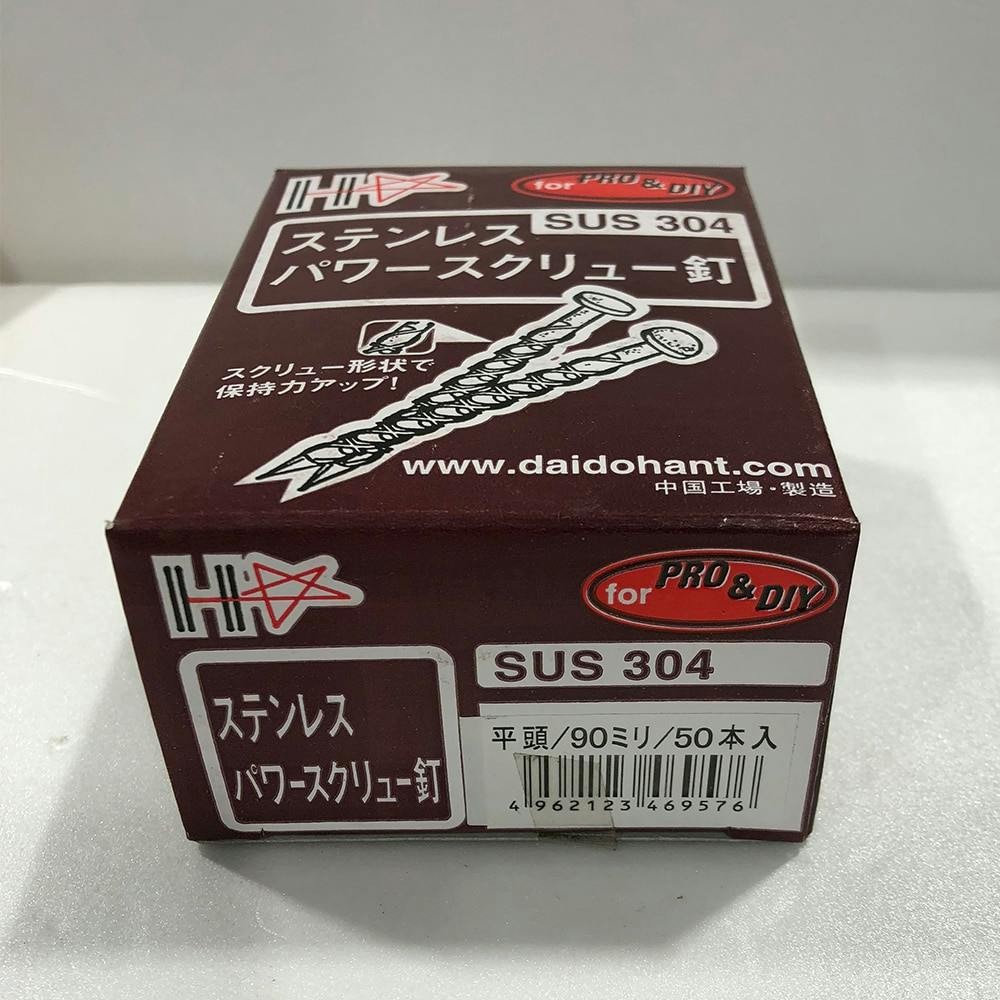 for PRO & DIY
SUS 304
ステンレス
パワースクリュー釘
スクリュー形状で
保持力アップ!
www.daidohant.com
中国工場・製造
H
for PRO & DIY
SUS 304
ステンレス
パワースクリュー釘
平頭/90ミリ/50本入
4 962123 469576